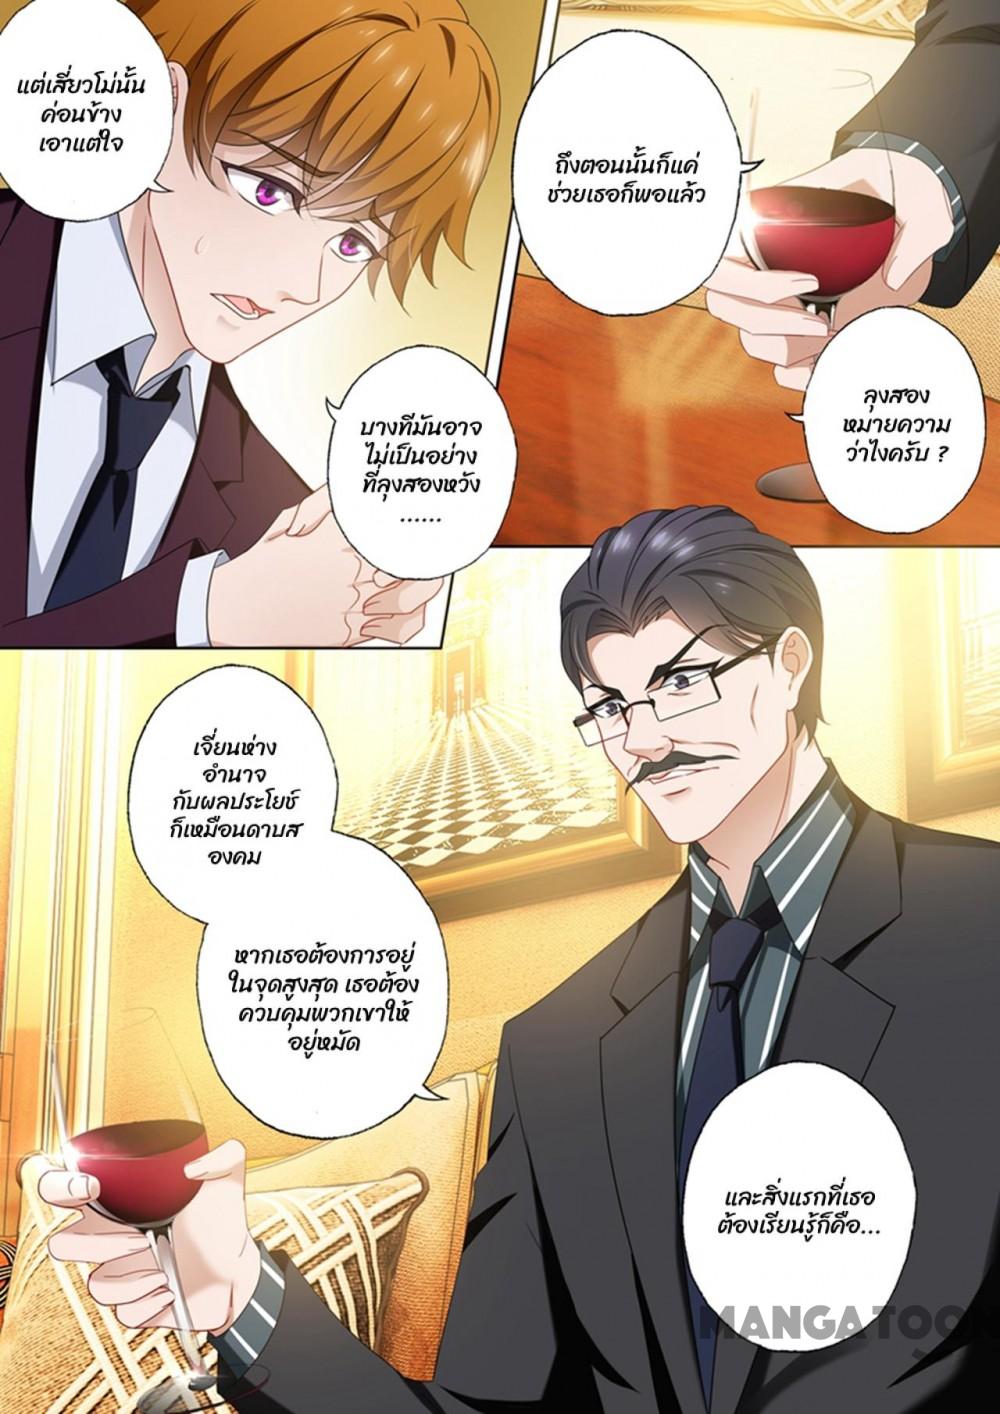 แต่เสี่ยวโม่นั้น
ค่อนข้าง
เอาแต่ใจ
บางทีมันอาจ
ไม่เป็นอย่าง
ที่ลุงสองหวัง
......
ถึงตอนนั้นก็แค่
ช่วยเธอก็พอแล้ว
ลุงสอง
หมายความ
ว่าไงครับ ?
เจี่ยนห่าง
อำนาจ
กับผลประโยช์
ก็เหมือนดาบส
องคม
หากเธอต้องการอยู่
ในจุดสูงสุด เธอต้อง
ควบคุมพวกเขาให้
อยู่หมัด
และสิ่งแรกที่เธอ
ต้องเรียนรู้ก็คือ...
MANGATOON